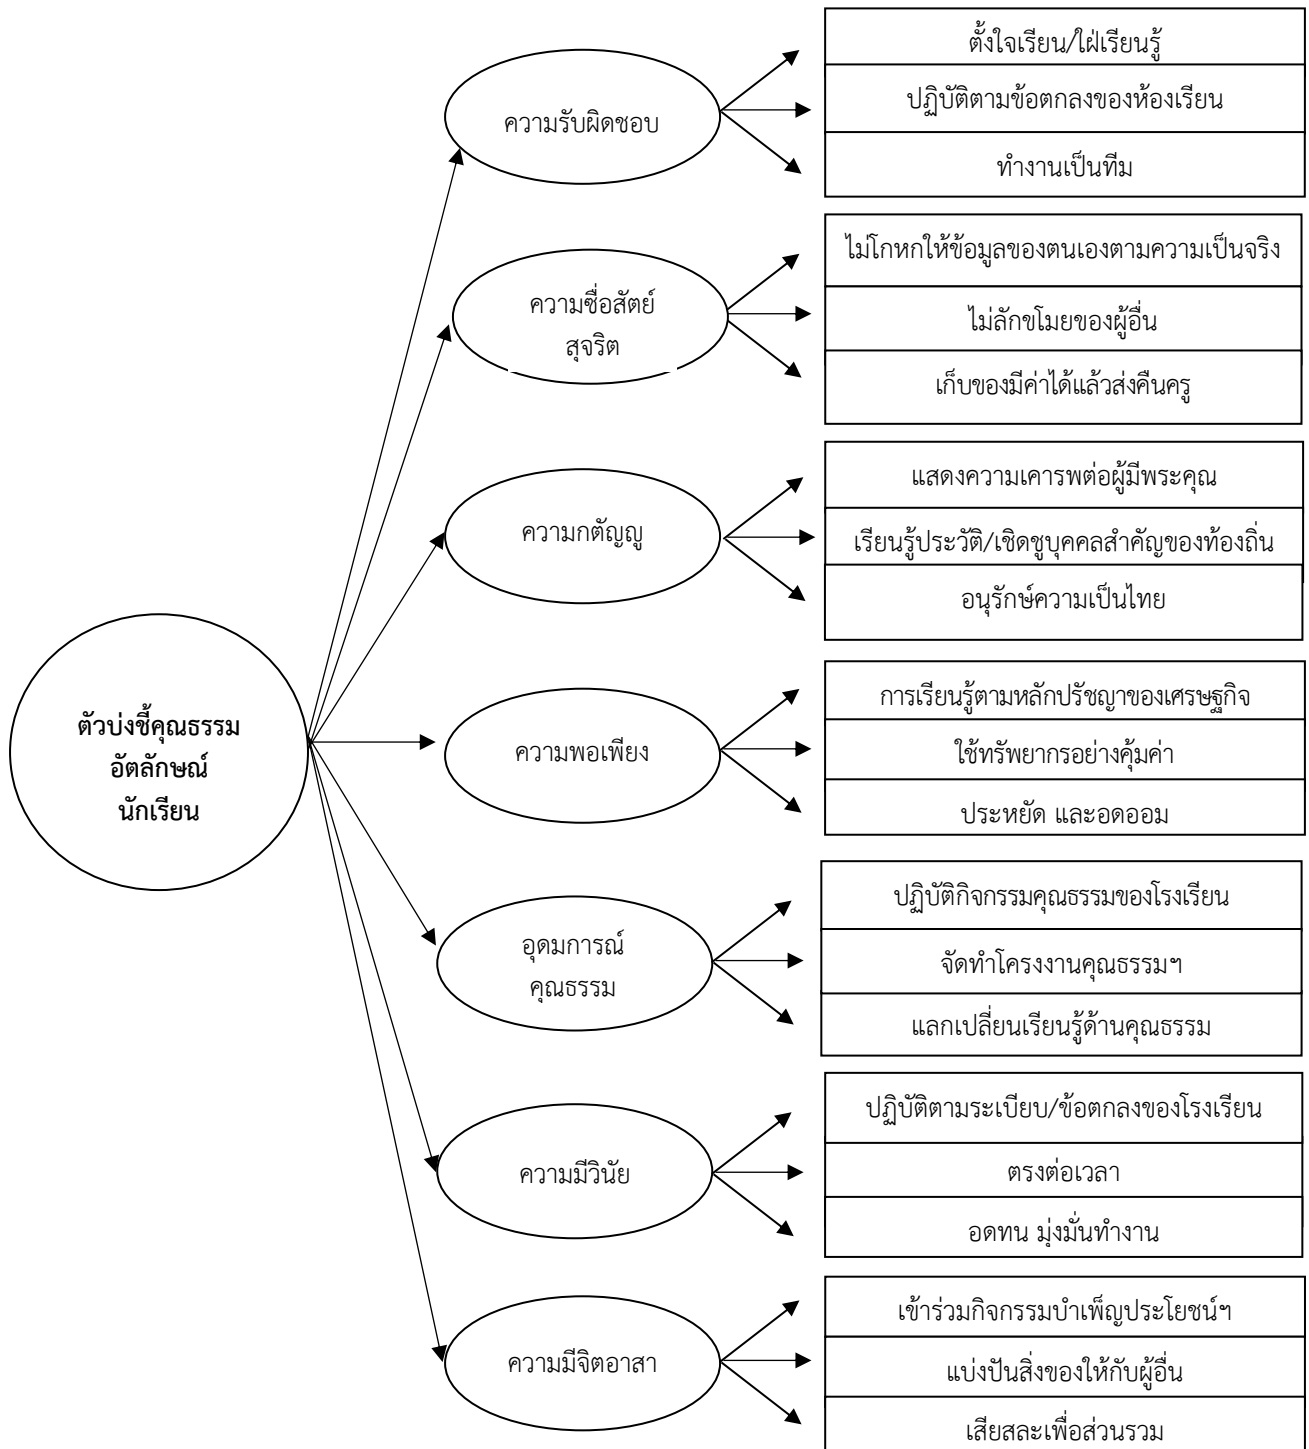 ตั้งใจเรียน/ใฝ่เรียนรู้
ความรับผิดชอบ
ปฏิบัติตามข้อตกลงของห้องเรียน
ทำงานเป็นทีม
ไม่โกหกให้ข้อมูลของตนเองตามความเป็นจริง
ความซื่อสัตย์
สุจริต
ไม่ลักขโมยของผู้อื่น
เก็บของมีค่าได้แล้วส่งคืนครู
แสดงความเคารพต่อผู้มีพระคุณ
ความกตัญญู
เรียนรู้ประวัติ/เชิดชูบุคคลสำคัญของท้องถิ่น
อนุรักษ์ความเป็นไทย
ตัวบ่งชี้คุณธรรม
อัตลักษณ์
นักเรียน
การเรียนรู้ตามหลักปรัชญาของเศรษฐกิจ
ความพอเพียง
ใช้ทรัพยากรอย่างคุ้มค่า
ประหยัด และอดออม
ปฏิบัติกิจกรรมคุณธรรมของโรงเรียน
อุดมการณ์
คุณธรรม
จัดทำโครงงานคุณธรรมฯ
แลกเปลี่ยนเรียนรู้ด้านคุณธรรม
ปฏิบัติตามระเบียบ/ข้อตกลงของโรงเรียน
ความมีวินัย
ตรงต่อเวลา
อดทน มุ่งมั่นทำงาน
เข้าร่วมกิจกรรมบำเพ็ญประโยชน์ฯ
ความมีจิตอาสา
แบ่งปันสิ่งของให้กับผู้อื่น
เสียสละเพื่อส่วนรวม